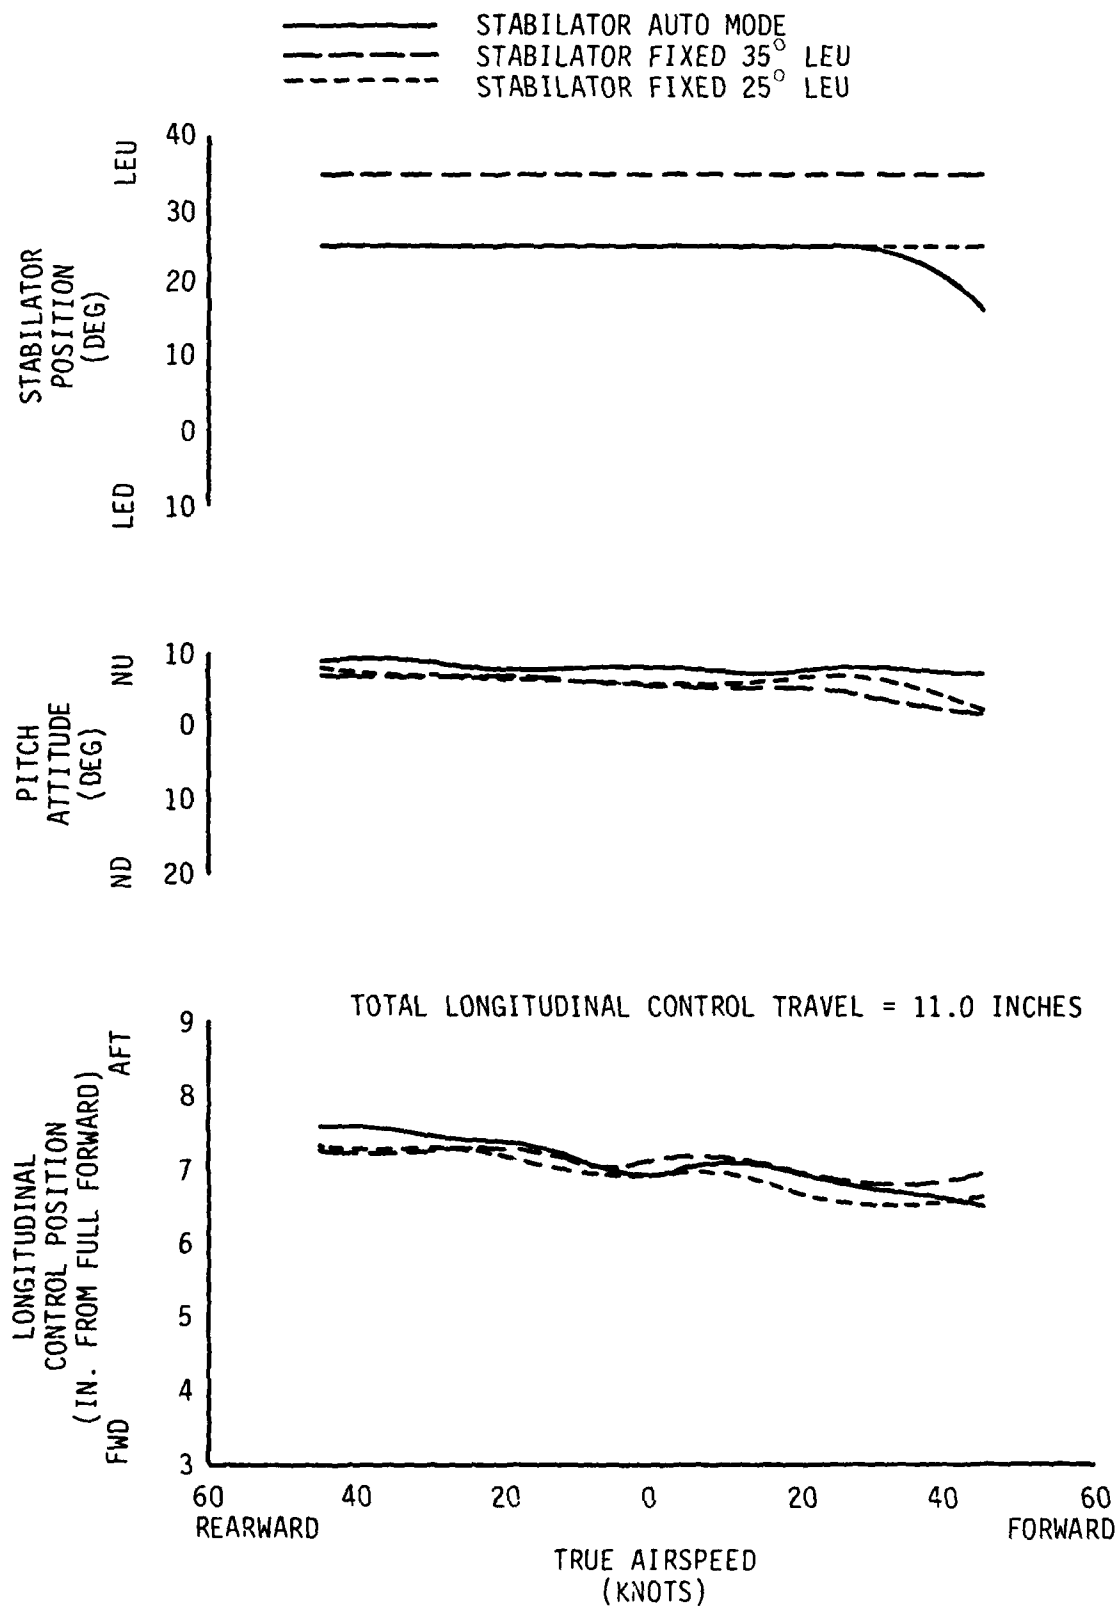 STABILATOR AUTO MODE
STABILATOR FIXED 35° LEU
STABILATOR FIXED 25° LEU
STABILATOR
POSITION
(DEG)
LEU
LED
40
30
20
10
0
10
PITCH
ATTITUDE
(DEG)
NU
ND
10
0
10
20
TOTAL LONGITUDINAL CONTROL TRAVEL = 11.0 INCHES
LONGITUDINAL
CONTROL POSITION
(IN. FROM FULL FORWARD)
AFT
FWD
9
8
7
6
5
4
3
60 40 20 0 20 40 60
REARWARD FORWARD
TRUE AIRSPEED
(KNOTS)